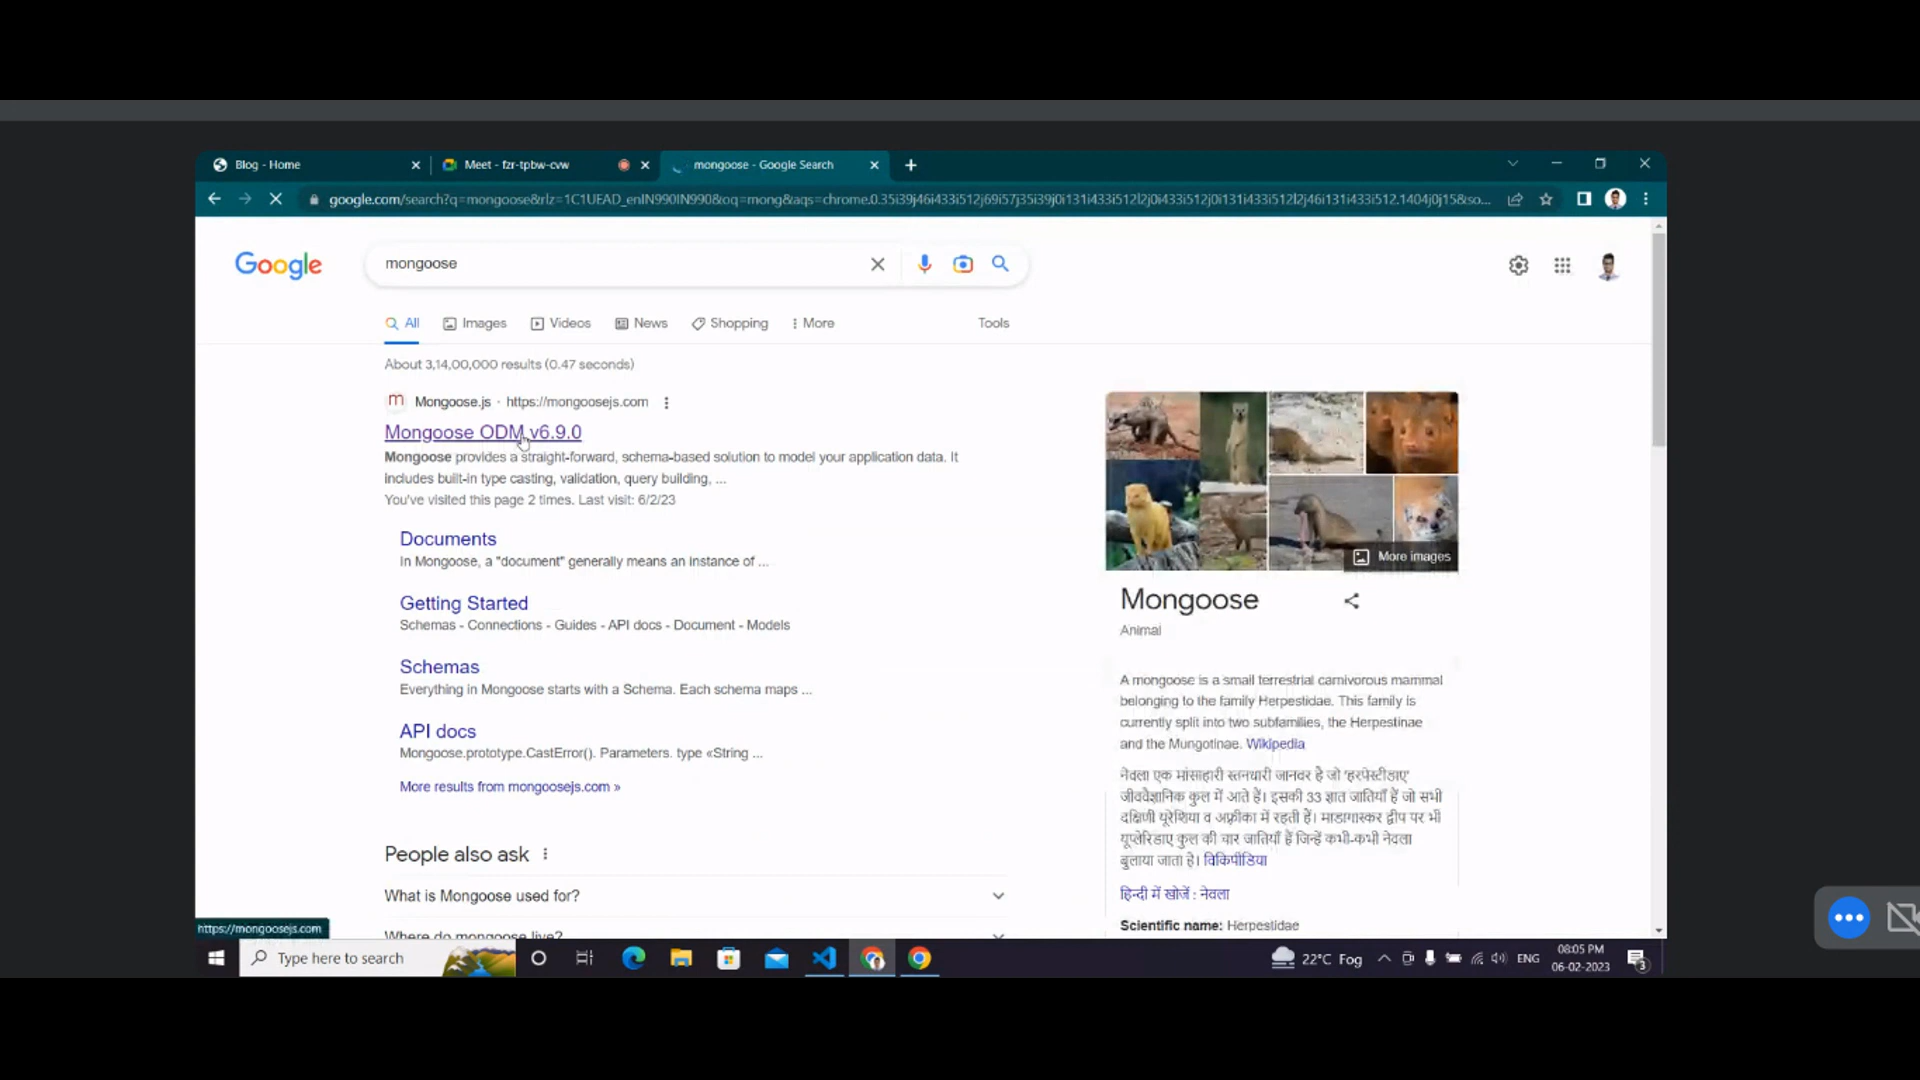 Blog - Home
Meet - fzr-tpbw-cvw
mongoose - Google Search
google.com/search?q=mongoose&rlz=1C1UEAD_enIN990IN990&oq=mong&aqs=chrome.0.35i39j46i433i512j69i57j35i39j0i131i433i512l2j0i433i512j0i131i433i512l2j46i131i433i512.1404j0j15&so...
Google
mongoose
All
Images
Videos
News
Shopping
More
Tools
About 3,14,00,000 results (0.47 seconds)
m
Mongoose.js · https://mongoosejs.com
Mongoose ODM v6.9.0
Mongoose provides a straight-forward, schema-based solution to model your application data. It
includes built-in type casting, validation, query building, ...
You've visited this page 2 times. Last visit: 6/2/23
Documents
In Mongoose, a "document" generally means an instance of ...
Getting Started
Schemas - Connections - Guides - API docs - Document - Models
Schemas
Everything in Mongoose starts with a Schema. Each schema maps ...
API docs
Mongoose.prototype.CastError(). Parameters. type «String ...
More results from mongoosejs.com »
People also ask
What is Mongoose used for?
Where do mongoose live?
More images
Mongoose
Animal
A mongoose is a small terrestrial carnivorous mammal
belonging to the family Herpestidae. This family is
currently split into two subfamilies, the Herpestinae
and the Mungotinae. Wikipedia
नेवला एक मांसाहारी स्तनधारी जानवर है जो 'हरपेस्टीडाए'
जीववैज्ञानिक कुल में आते हैं। इसकी 33 ज्ञात जातियाँ हैं जो सभी
दक्षिणी यूरेशिया व अफ़्रीका में रहती हैं। माडागास्कर द्वीप पर भी
यूप्लेरिडाए कुल की चार जातियाँ हैं जिन्हें कभी-कभी नेवला
बुलाया जाता है। विकिपीडिया
हिन्दी में खोजें : नेवला
Scientific name: Herpestidae
https://mongoosejs.com
Type here to search
22°C Fog
ENG
08:05 PM
06-02-2023
3